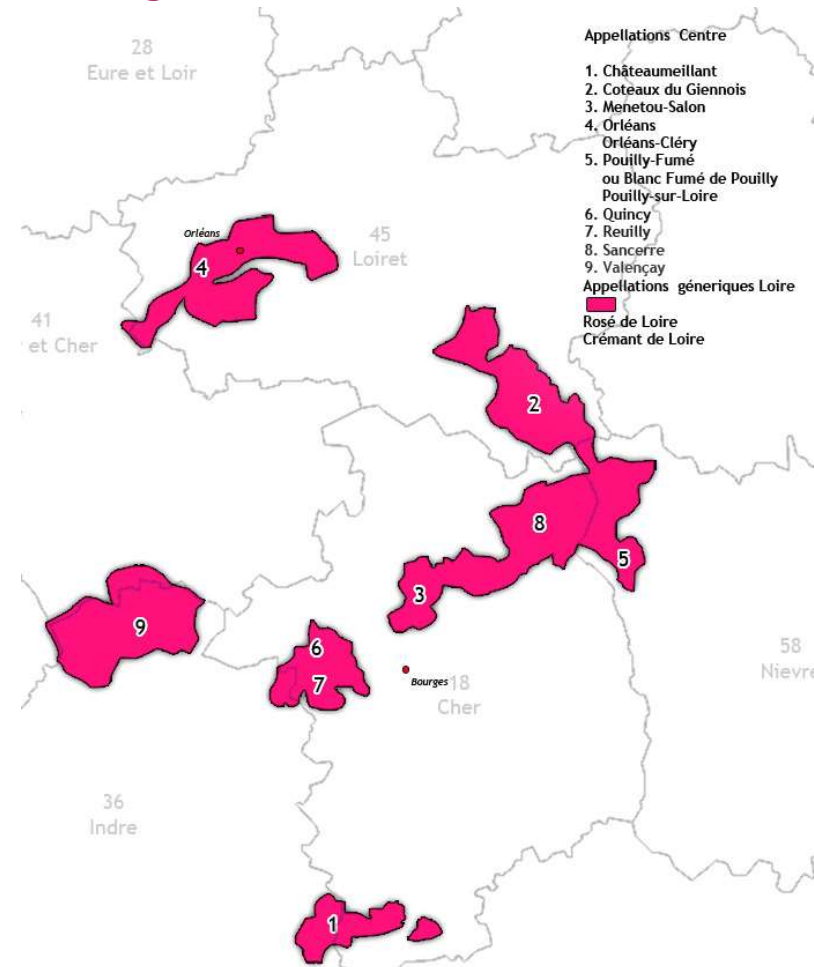 28
Eure et Loir
Appellations Centre
1. Châteaumeillant
2. Coteaux du Giennois
3. Menetou-Salon
4. Orléans
Orléans-Cléry
5. Pouilly-Fumé
ou Blanc Fumé de Pouilly
Pouilly-sur-Loire
6. Quincy
7. Reuilly
8. Sancerre
9. Valençay
Appellations géneriques Loire
Rosé de Loire
Crémant de Loire
Orléans
45
Loiret
4
41
et Cher
2
8
5
3
9
6
7
Bourges
18
Cher
58
Nievre
36
Indre
1